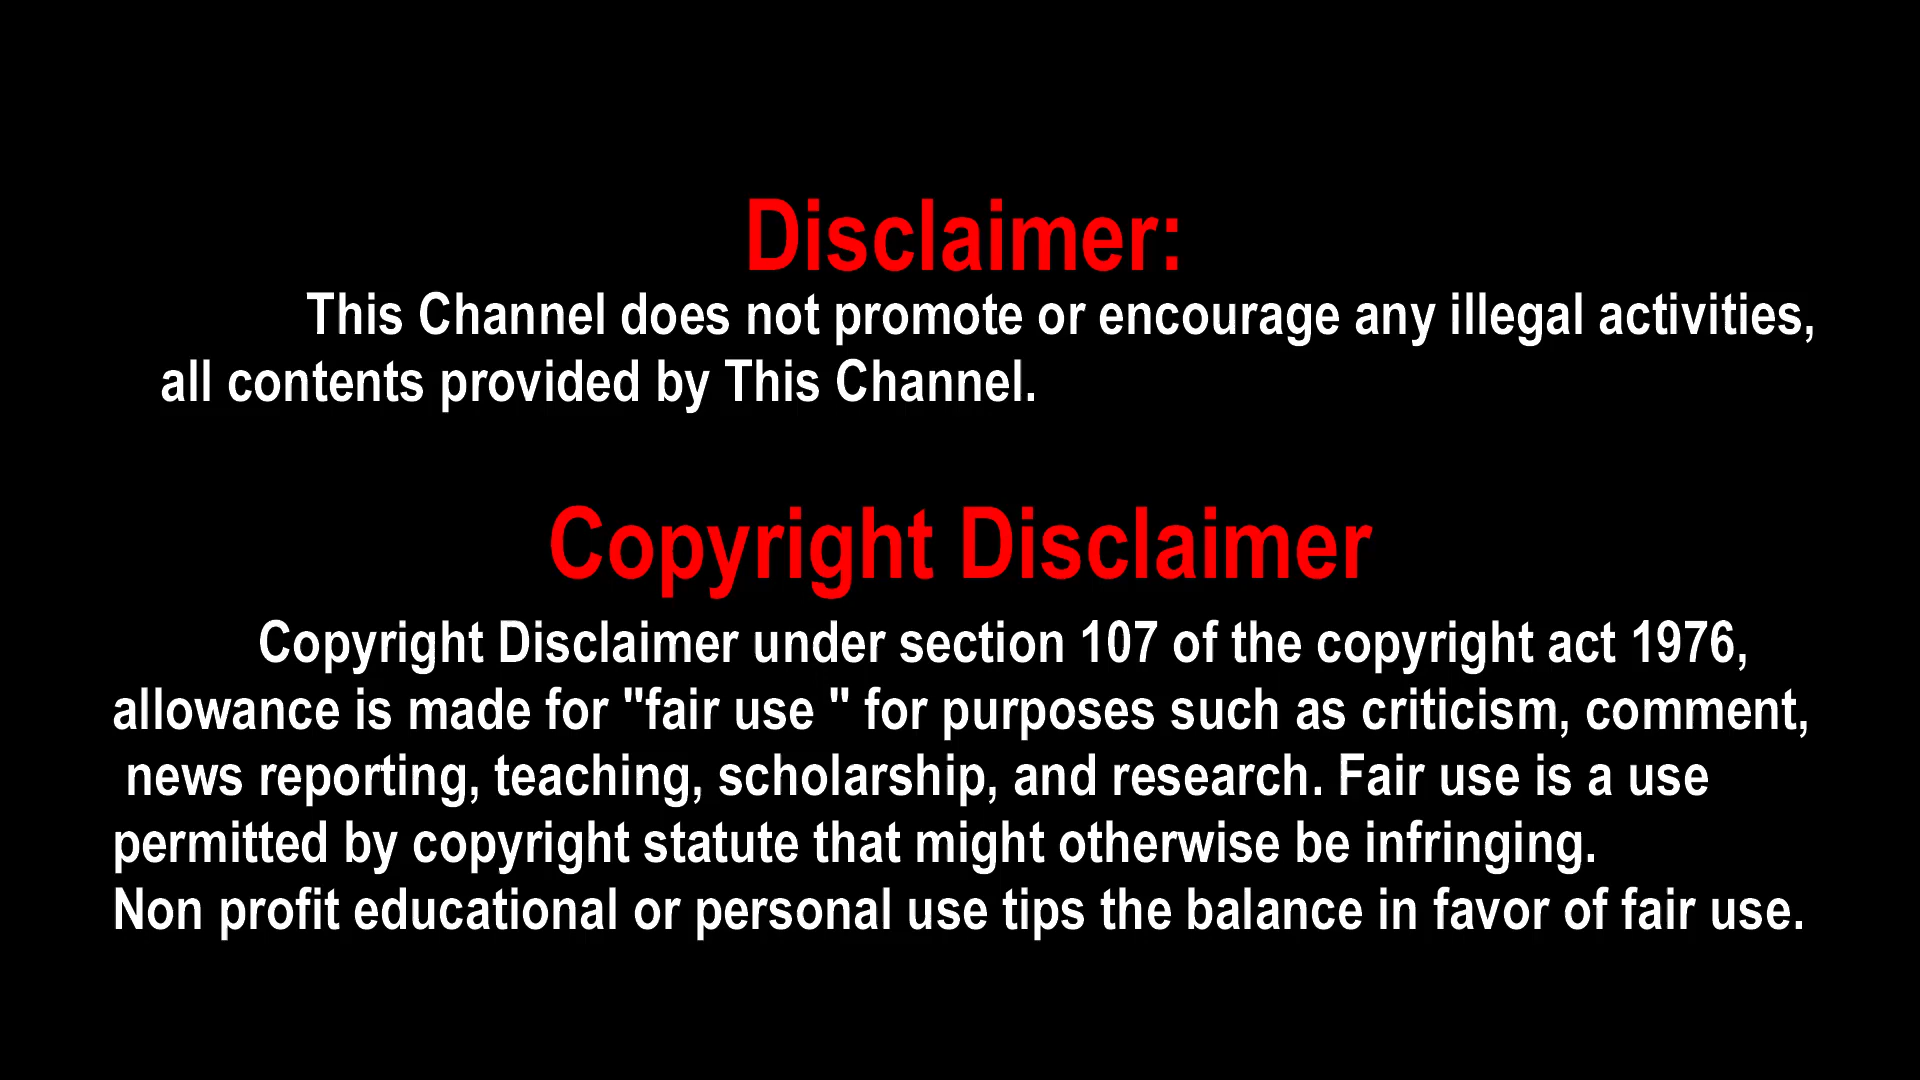 Disclaimer:
This Channel does not promote or encourage any illegal activities,
all contents provided by This Channel.
Copyright Disclaimer
Copyright Disclaimer under section 107 of the copyright act 1976,
allowance is made for "fair use " for purposes such as criticism, comment,
news reporting, teaching, scholarship, and research. Fair use is a use
permitted by copyright statute that might otherwise be infringing.
Non profit educational or personal use tips the balance in favor of fair use.